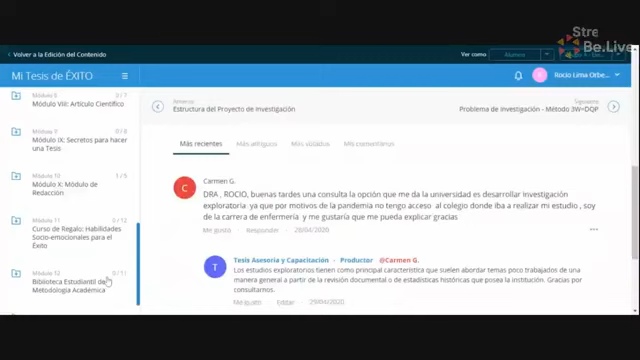 Stre
Be.Live
Volver a la Edición del Contenido
Ver como
Alumno
Mi Tesis de ÉXITO
Rocio Lima Orbe...
Módulo 8
0/7
Módulo VIII: Artículo Científico
Módulo 9
0/8
Módulo IX: Secretos para hacer
una Tesis
Módulo 10
1/5
Módulo X: Módulo de
Redacción
Módulo 11
0/12
Curso de Regalo: Habilidades
Socio-emocionales para el
Éxito
Módulo 12
0/11
Biblioteca Estudiantil de
Metodología Académica
Anterior
Estructura del Proyecto de Investigación
Siguiente
Problema de Investigación - Método 3W+DQP
Más recientes
Más antiguos
Más votados
Mis comentarios
C
Carmen G.
DRA , ROCIO, buenas tardes una consulta la opción que me da la universidad es desarrollar investigación
exploratoria ya que por motivos de la pandemia no tengo acceso al colegio donde iba a realizar mi estudio , soy
de la carrera de enfermería y me gustaría que me pueda explicar gracias
Me gustó Responder 28/04/2020
T
Tesis Asesoría y Capacitación - Productor @Carmen G.
Los estudios exploratorios tienen como principal característica que suelen abordar temas poco trabajados de una
manera general a partir de la revisión documental o de estadísticas históricas que posea la institución. Gracias por
consultarnos.
Me gustó Editar 29/04/2020